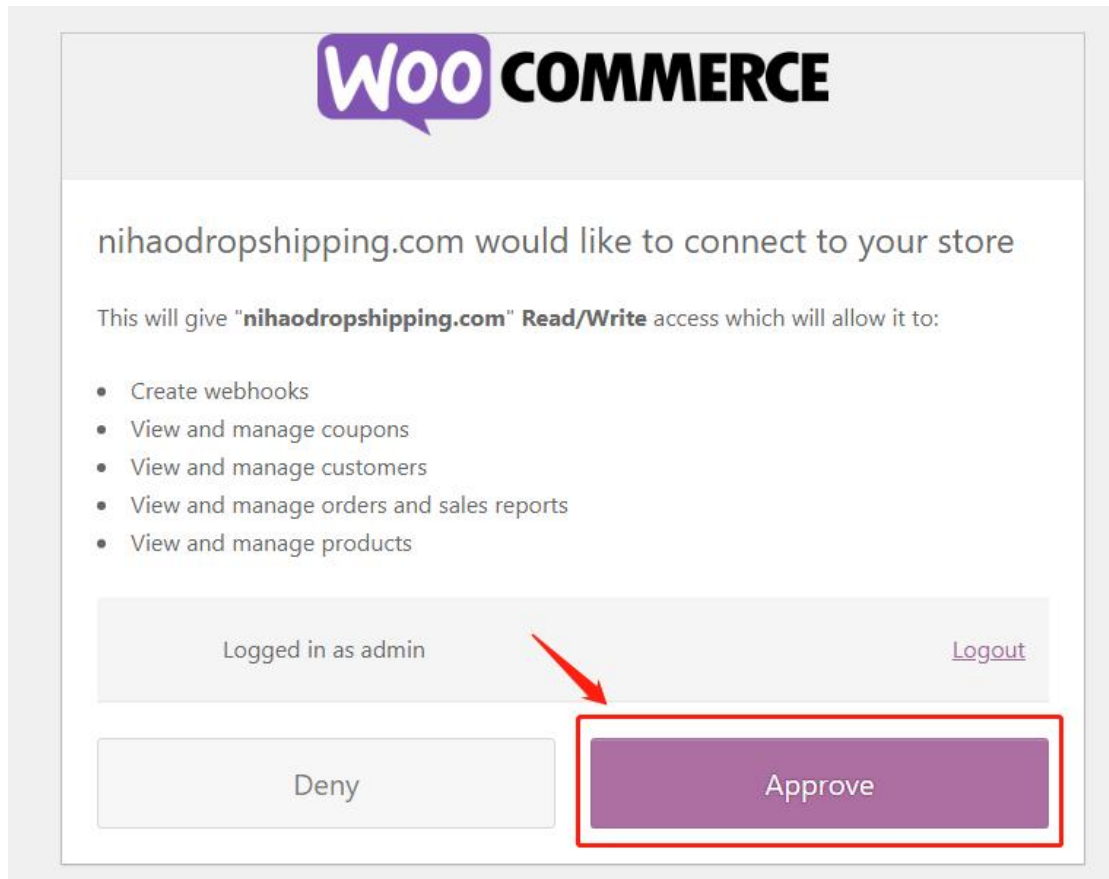 WOO COMMERCE
nihaodropshipping.com would like to connect to your store
This will give "nihaodropshipping.com" Read/Write access which will allow it to:
• Create webhooks
• View and manage coupons
• View and manage customers
• View and manage orders and sales reports
• View and manage products
Logged in as admin Logout
Deny Approve